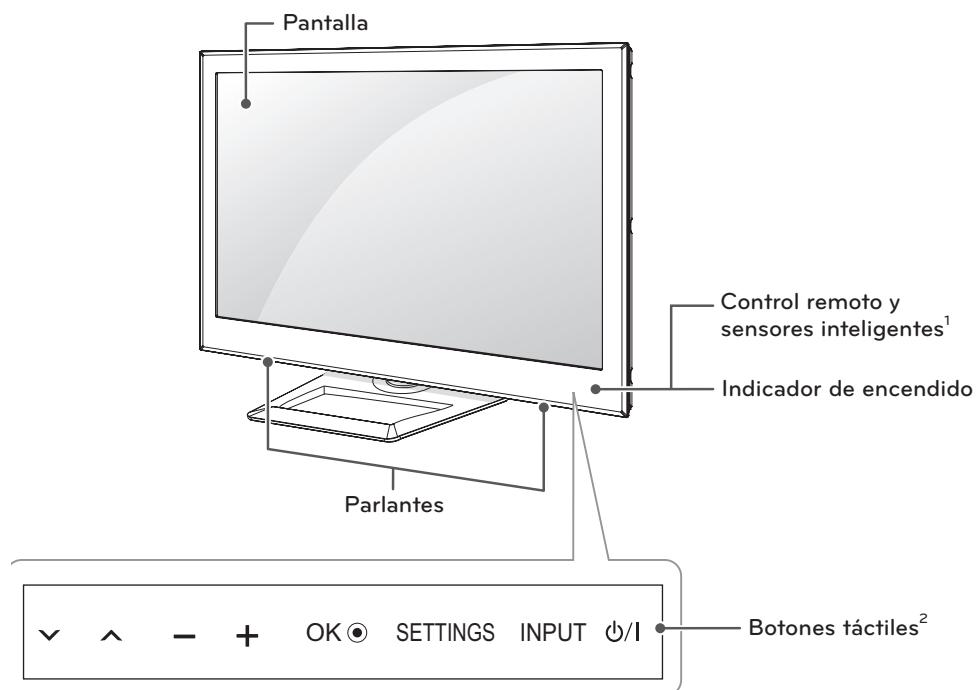 Pantalla
Control remoto y
sensores inteligentes¹
Indicador de encendido
Parlantes
OK SETTINGS INPUT ⏻/I
Botones táctiles²